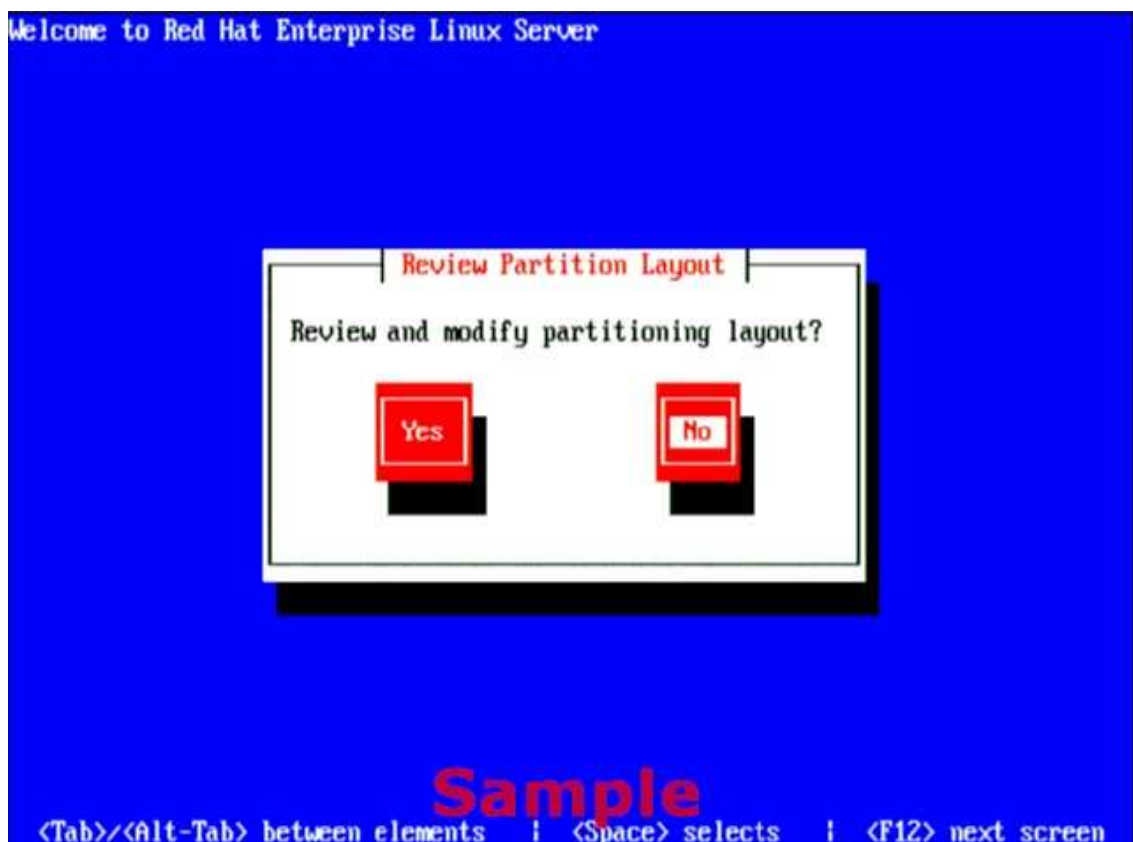 Welcome to Red Hat Enterprise Linux Server
Review Partition Layout
Review and modify partitioning layout?
Yes No
Sample
<Tab>/<Alt-Tab> between elements | <Space> selects | <F12> next screen